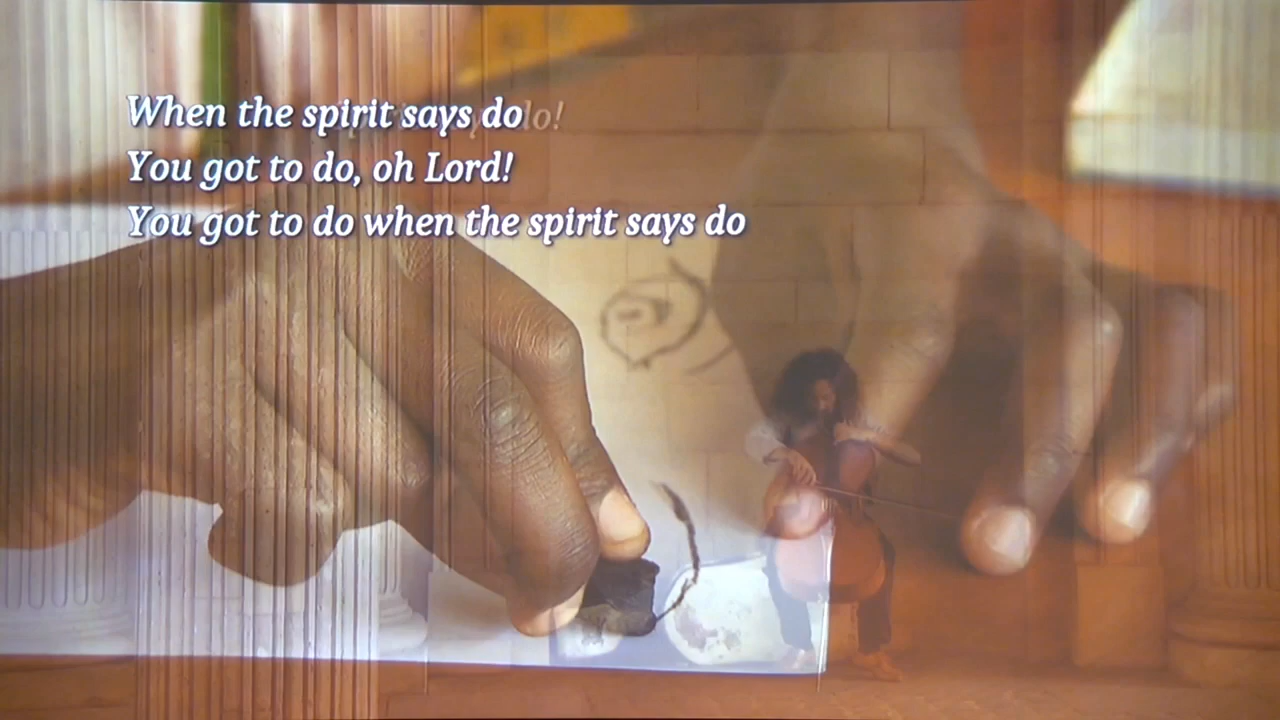 When the spirit says do
You got to do, oh Lord!
You got to do when the spirit says do